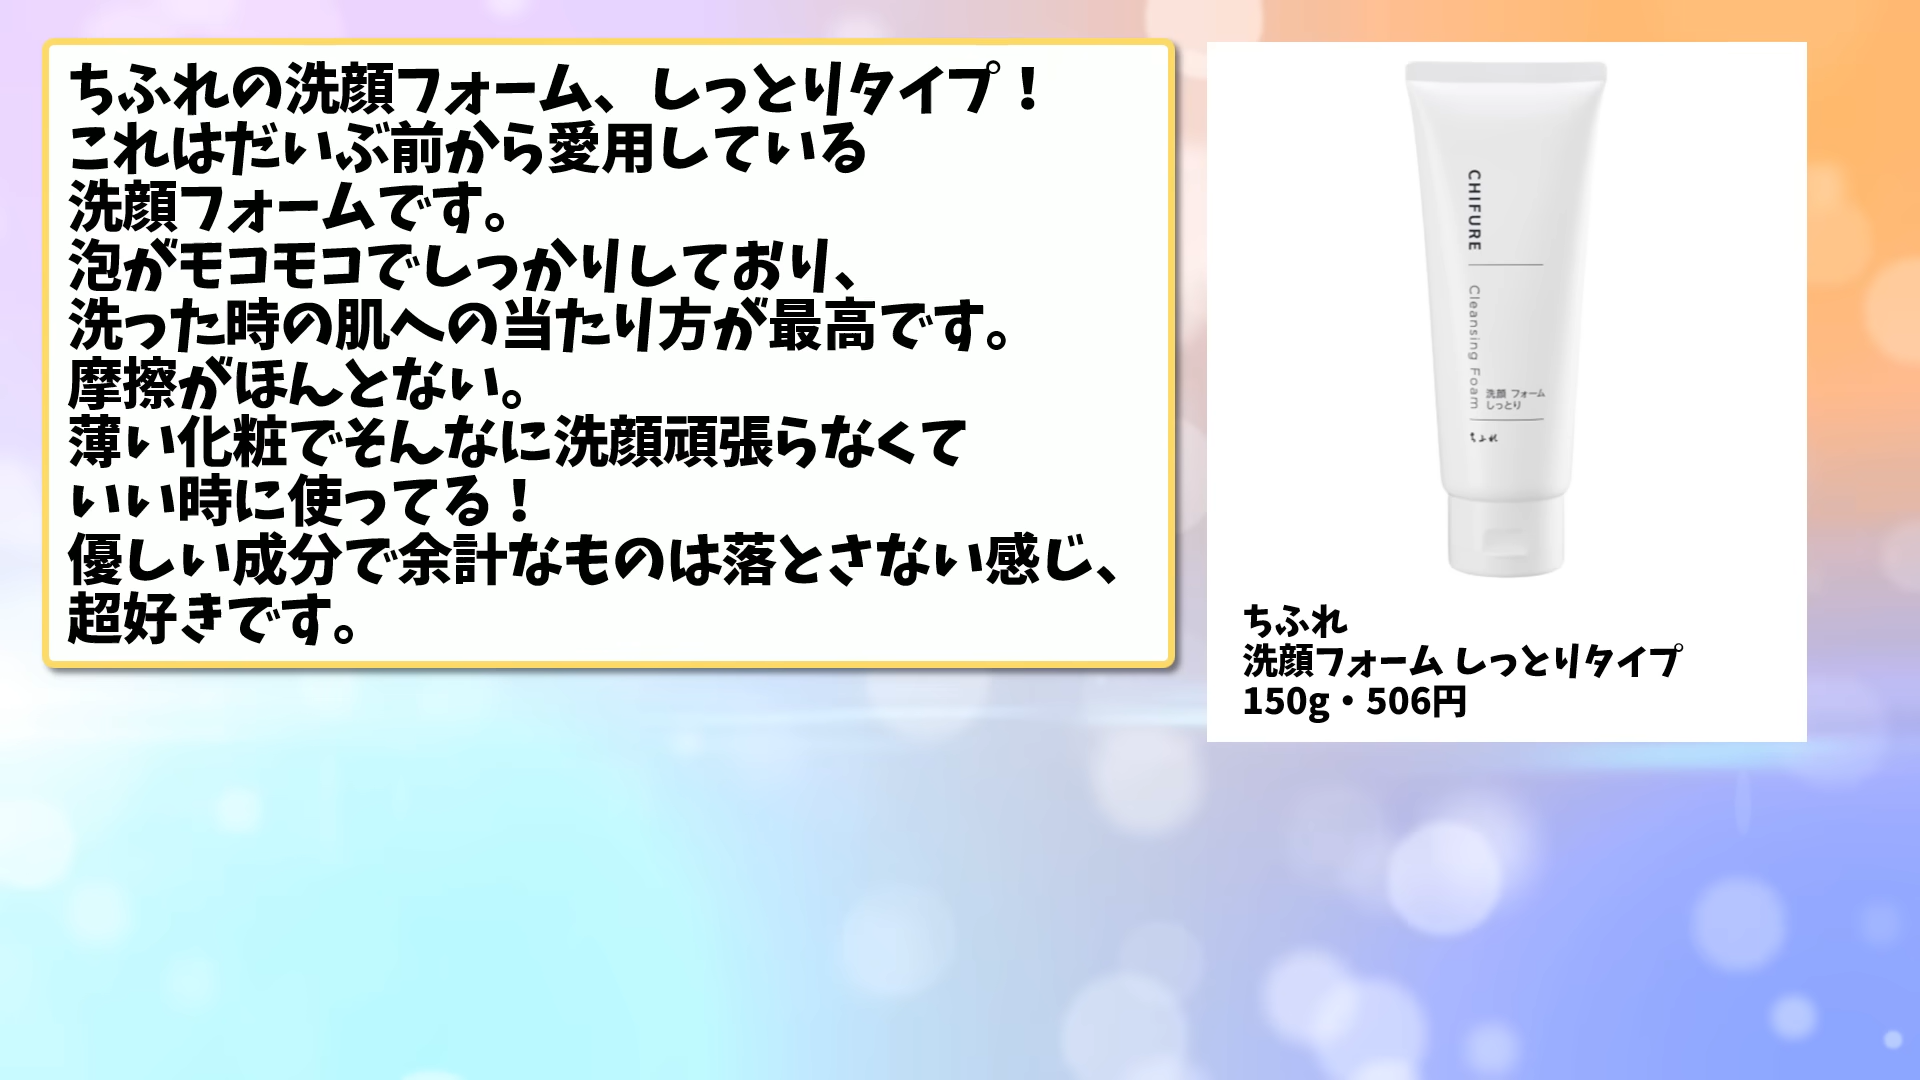 ちふれの洗顔フォーム、しっとりタイプ！
これはだいぶ前から愛用している
洗顔フォームです。
泡がモコモコでしっかりしており、
洗った時の肌への当たり方が最高です。
摩擦がほんとない。
薄い化粧でそんなに洗顔頑張らなくて
いい時に使ってる！
優しい成分で余計なものは落とさない感じ、
超好きです。
CHIFURE
Cleansing Foam
洗顔 フォーム
しっとり
ちふれ
ちふれ
洗顔フォーム しっとりタイプ
150g・506円